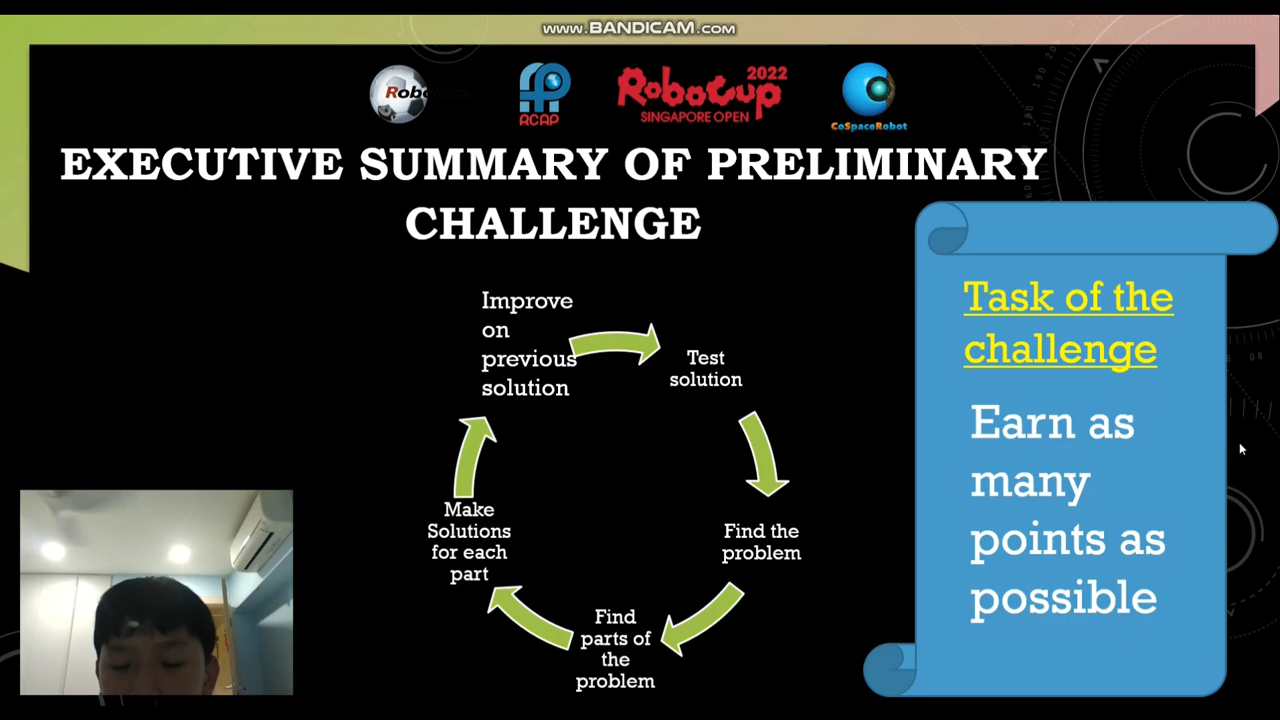 www.BANDICAM.com
Robo
RCAP
RoboCup 2022
SINGAPORE OPEN
CoSpaceRobot
EXECUTIVE SUMMARY OF PRELIMINARY
CHALLENGE
Improve
on
previous
solution
Test
solution
Find the
problem
Find
parts of
the
problem
Make
Solutions
for each
part
Task of the
challenge
Earn as
many
points as
possible